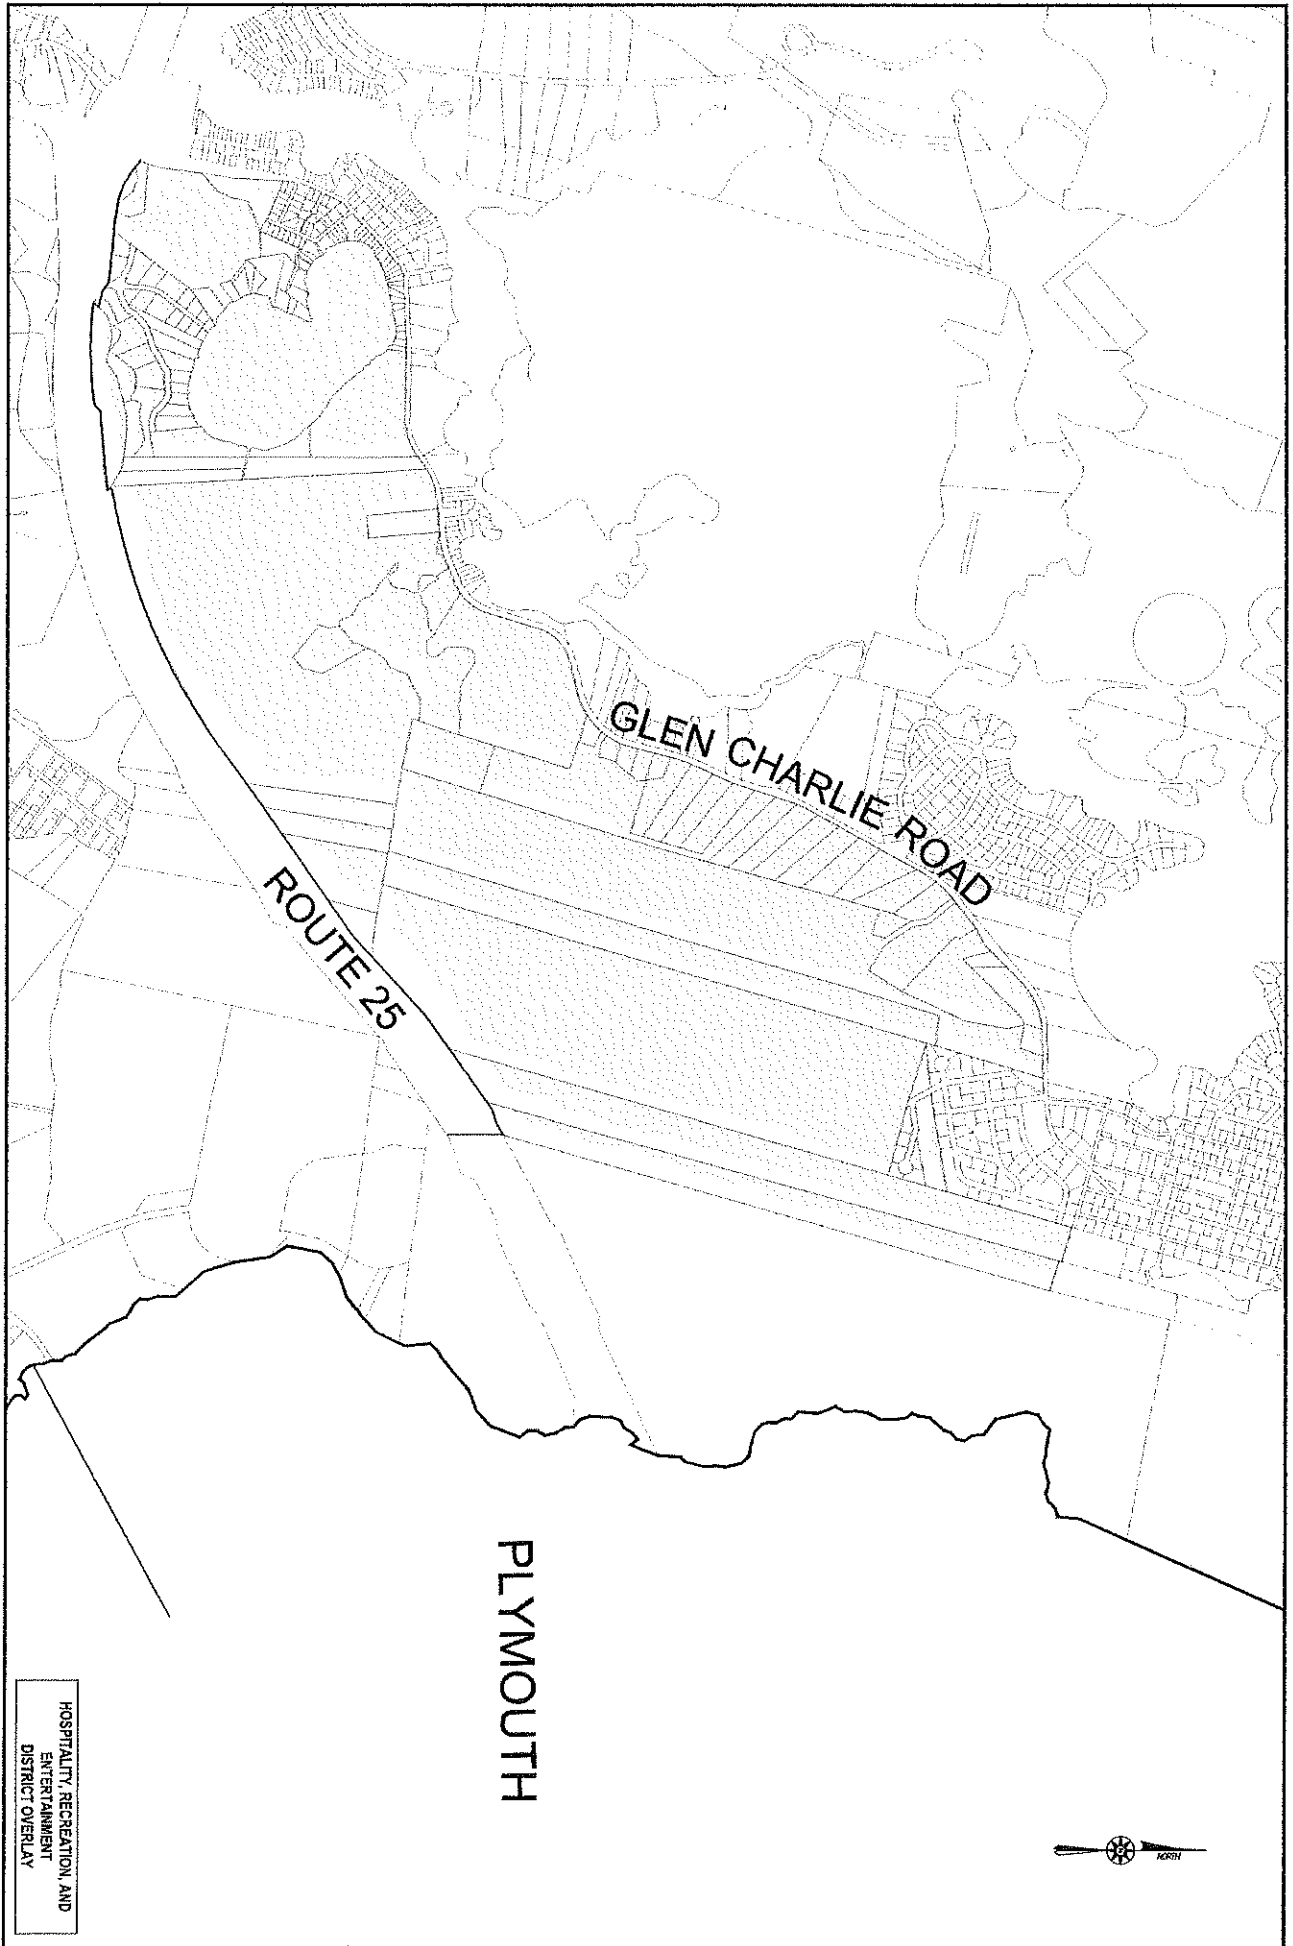 GLEN CHARLIE ROAD
ROUTE 25
PLYMOUTH
NORTH
HOSPITALITY, RECREATION, AND
ENTERTAINMENT
DISTRICT OVERLAY